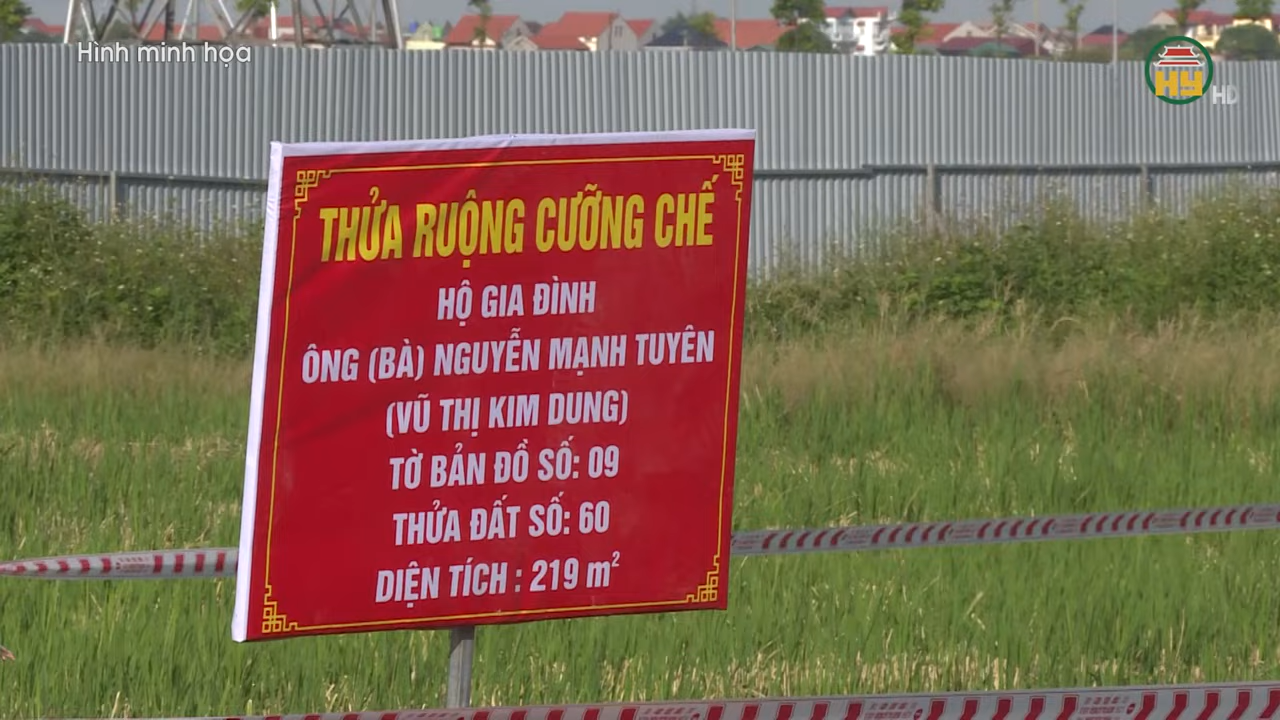 Hình minh họa
HY HD
THỬA RUỘNG CƯỠNG CHẾ
HỘ GIA ĐÌNH
ÔNG (BÀ) NGUYỄN MẠNH TUYÊN
(VŨ THỊ KIM DUNG)
TỜ BẢN ĐỒ SỐ: 09
THỬA ĐẤT SỐ: 60
DIỆN TÍCH : 219 m²